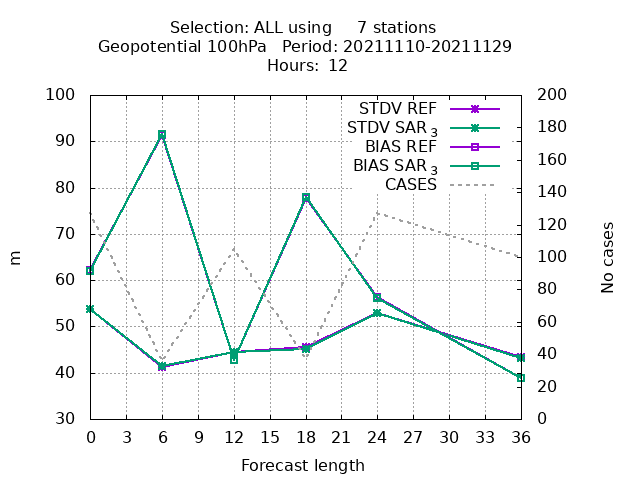 Selection: ALL using     7 stations
Geopotential 100hPa   Period: 20211110-20211129
Hours:  12
STDV REF
STDV SAR 3
BIAS REF
BIAS SAR 3
CASES
m
100
90
80
70
60
50
40
30
No cases
200
180
160
140
120
100
80
60
40
20
0
0 3 6 9 12 15 18 21 24 27 30 33 36
Forecast length